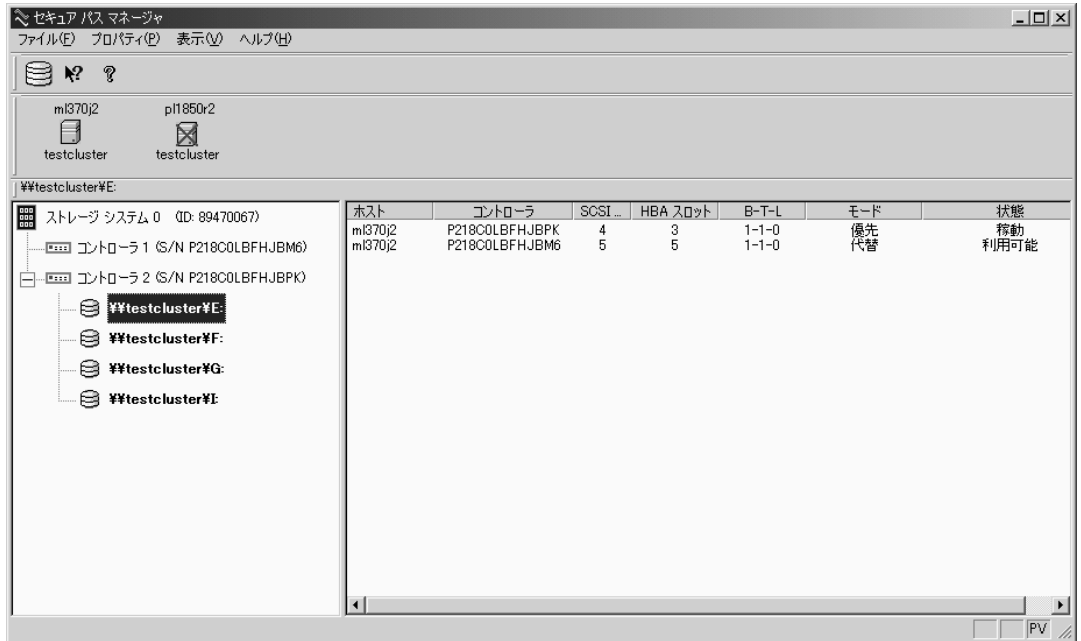 セキュア パス マネージャ
ファイル(F) プロパティ(P) 表示(V) ヘルプ(H)
ml370j2 pl1850r2
testcluster testcluster
¥¥testcluster¥E:
ストレージ システム 0 (ID: 89470067)
コントローラ 1 (S/N P218C0LBFHJBM6)
コントローラ 2 (S/N P218C0LBFHJBPK)
¥¥testcluster¥E:
¥¥testcluster¥F:
¥¥testcluster¥G:
¥¥testcluster¥I:
ホスト コントローラ SCSI ... HBA スロット B-T-L モード 状態
ml370j2 P218C0LBFHJBPK 4 3 1-1-0 優先 稼動
ml370j2 P218C0LBFHJBM6 5 5 1-1-0 代替 利用可能
PV